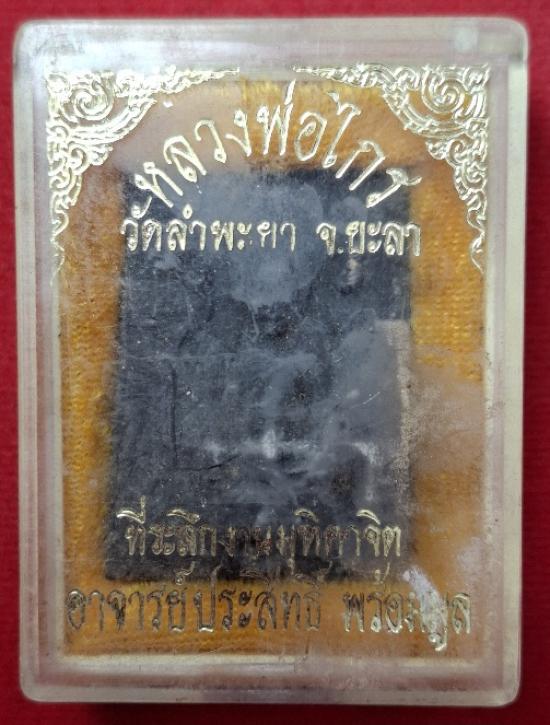 หลวงพ่อไกร
วัดลำพะยา จ.ยะลา
ที่ระลึกงานมุทิตาจิต
อาจารย์ประสิทธิ์ พร้อมมูล